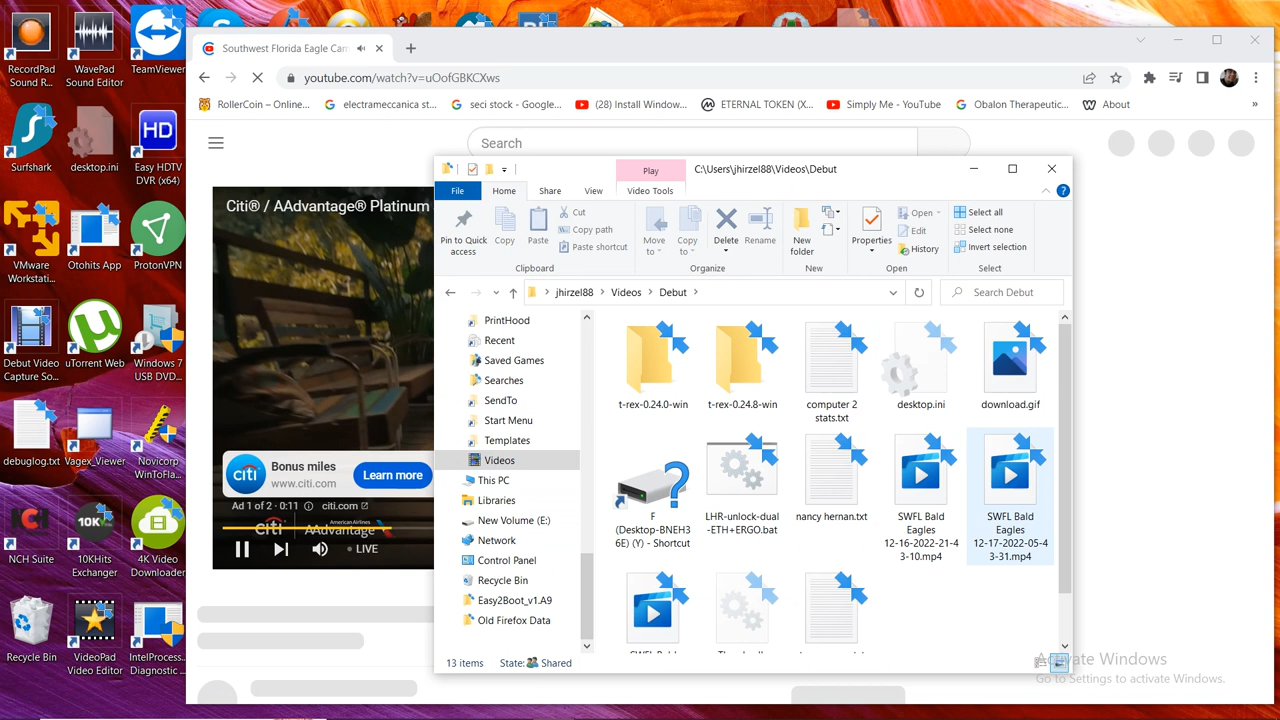 RecordPad
Sound R...
WavePad
Sound Editor
TeamViewer
Surfshark
desktop.ini
HD
Easy HDTV
DVR (x64)
VMware
Workstati...
Otohits App
ProtonVPN
Debut Video
Capture So...
uTorrent Web
Windows 7
USB DVD...
debuglog.txt
Vagex_Viewer
Novicorp
WinToFla...
NCH Suite
10K
10KHits
Exchanger
4K Video
Downloader
Recycle Bin
VideoPad
Video Editor
IntelProcess...
Diagnostic ...
Southwest Florida Eagle Cam
youtube.com/watch?v=uOofGBKCXws
RollerCoin – Online...
electrameccanica st...
seci stock - Google...
(28) Install Window...
ETERNAL TOKEN (X...
Simply Me - YouTube
Obalon Therapeutic...
About
»
Search
Citi® / AAdvantage® Platinum
citi
Bonus miles
www.citi.com
Learn more
Ad 1 of 2 · 0:11
citi.com
citi
American Airlines
AAdvantage
LIVE
Play
C:\Users\jhirzel88\Videos\Debut
File
Home
Share
View
Video Tools
Pin to Quick
access
Copy
Paste
Cut
Copy path
Paste shortcut
Clipboard
Move
to
Copy
to
Delete
Rename
Organize
New
folder
New
Properties
Open
Edit
History
Open
Select all
Select none
Invert selection
Select
jhirzel88
Videos
Debut
Search Debut
PrintHood
Recent
Saved Games
Searches
SendTo
Start Menu
Templates
Videos
This PC
Libraries
New Volume (E:)
Network
Control Panel
Recycle Bin
Easy2Boot_v1.A9
Old Firefox Data
t-rex-0.24.0-win
t-rex-0.24.8-win
computer 2
stats.txt
desktop.ini
download.gif
F
(Desktop-BNEH3
6E) (Y) - Shortcut
LHR-unlock-dual
-ETH+ERGO.bat
nancy hernan.txt
SWFL Bald
Eagles
12-16-2022-21-4
3-10.mp4
SWFL Bald
Eagles
12-17-2022-05-4
3-31.mp4
13 items
State:
Shared
Activate Windows
Go to Settings to activate Windows.